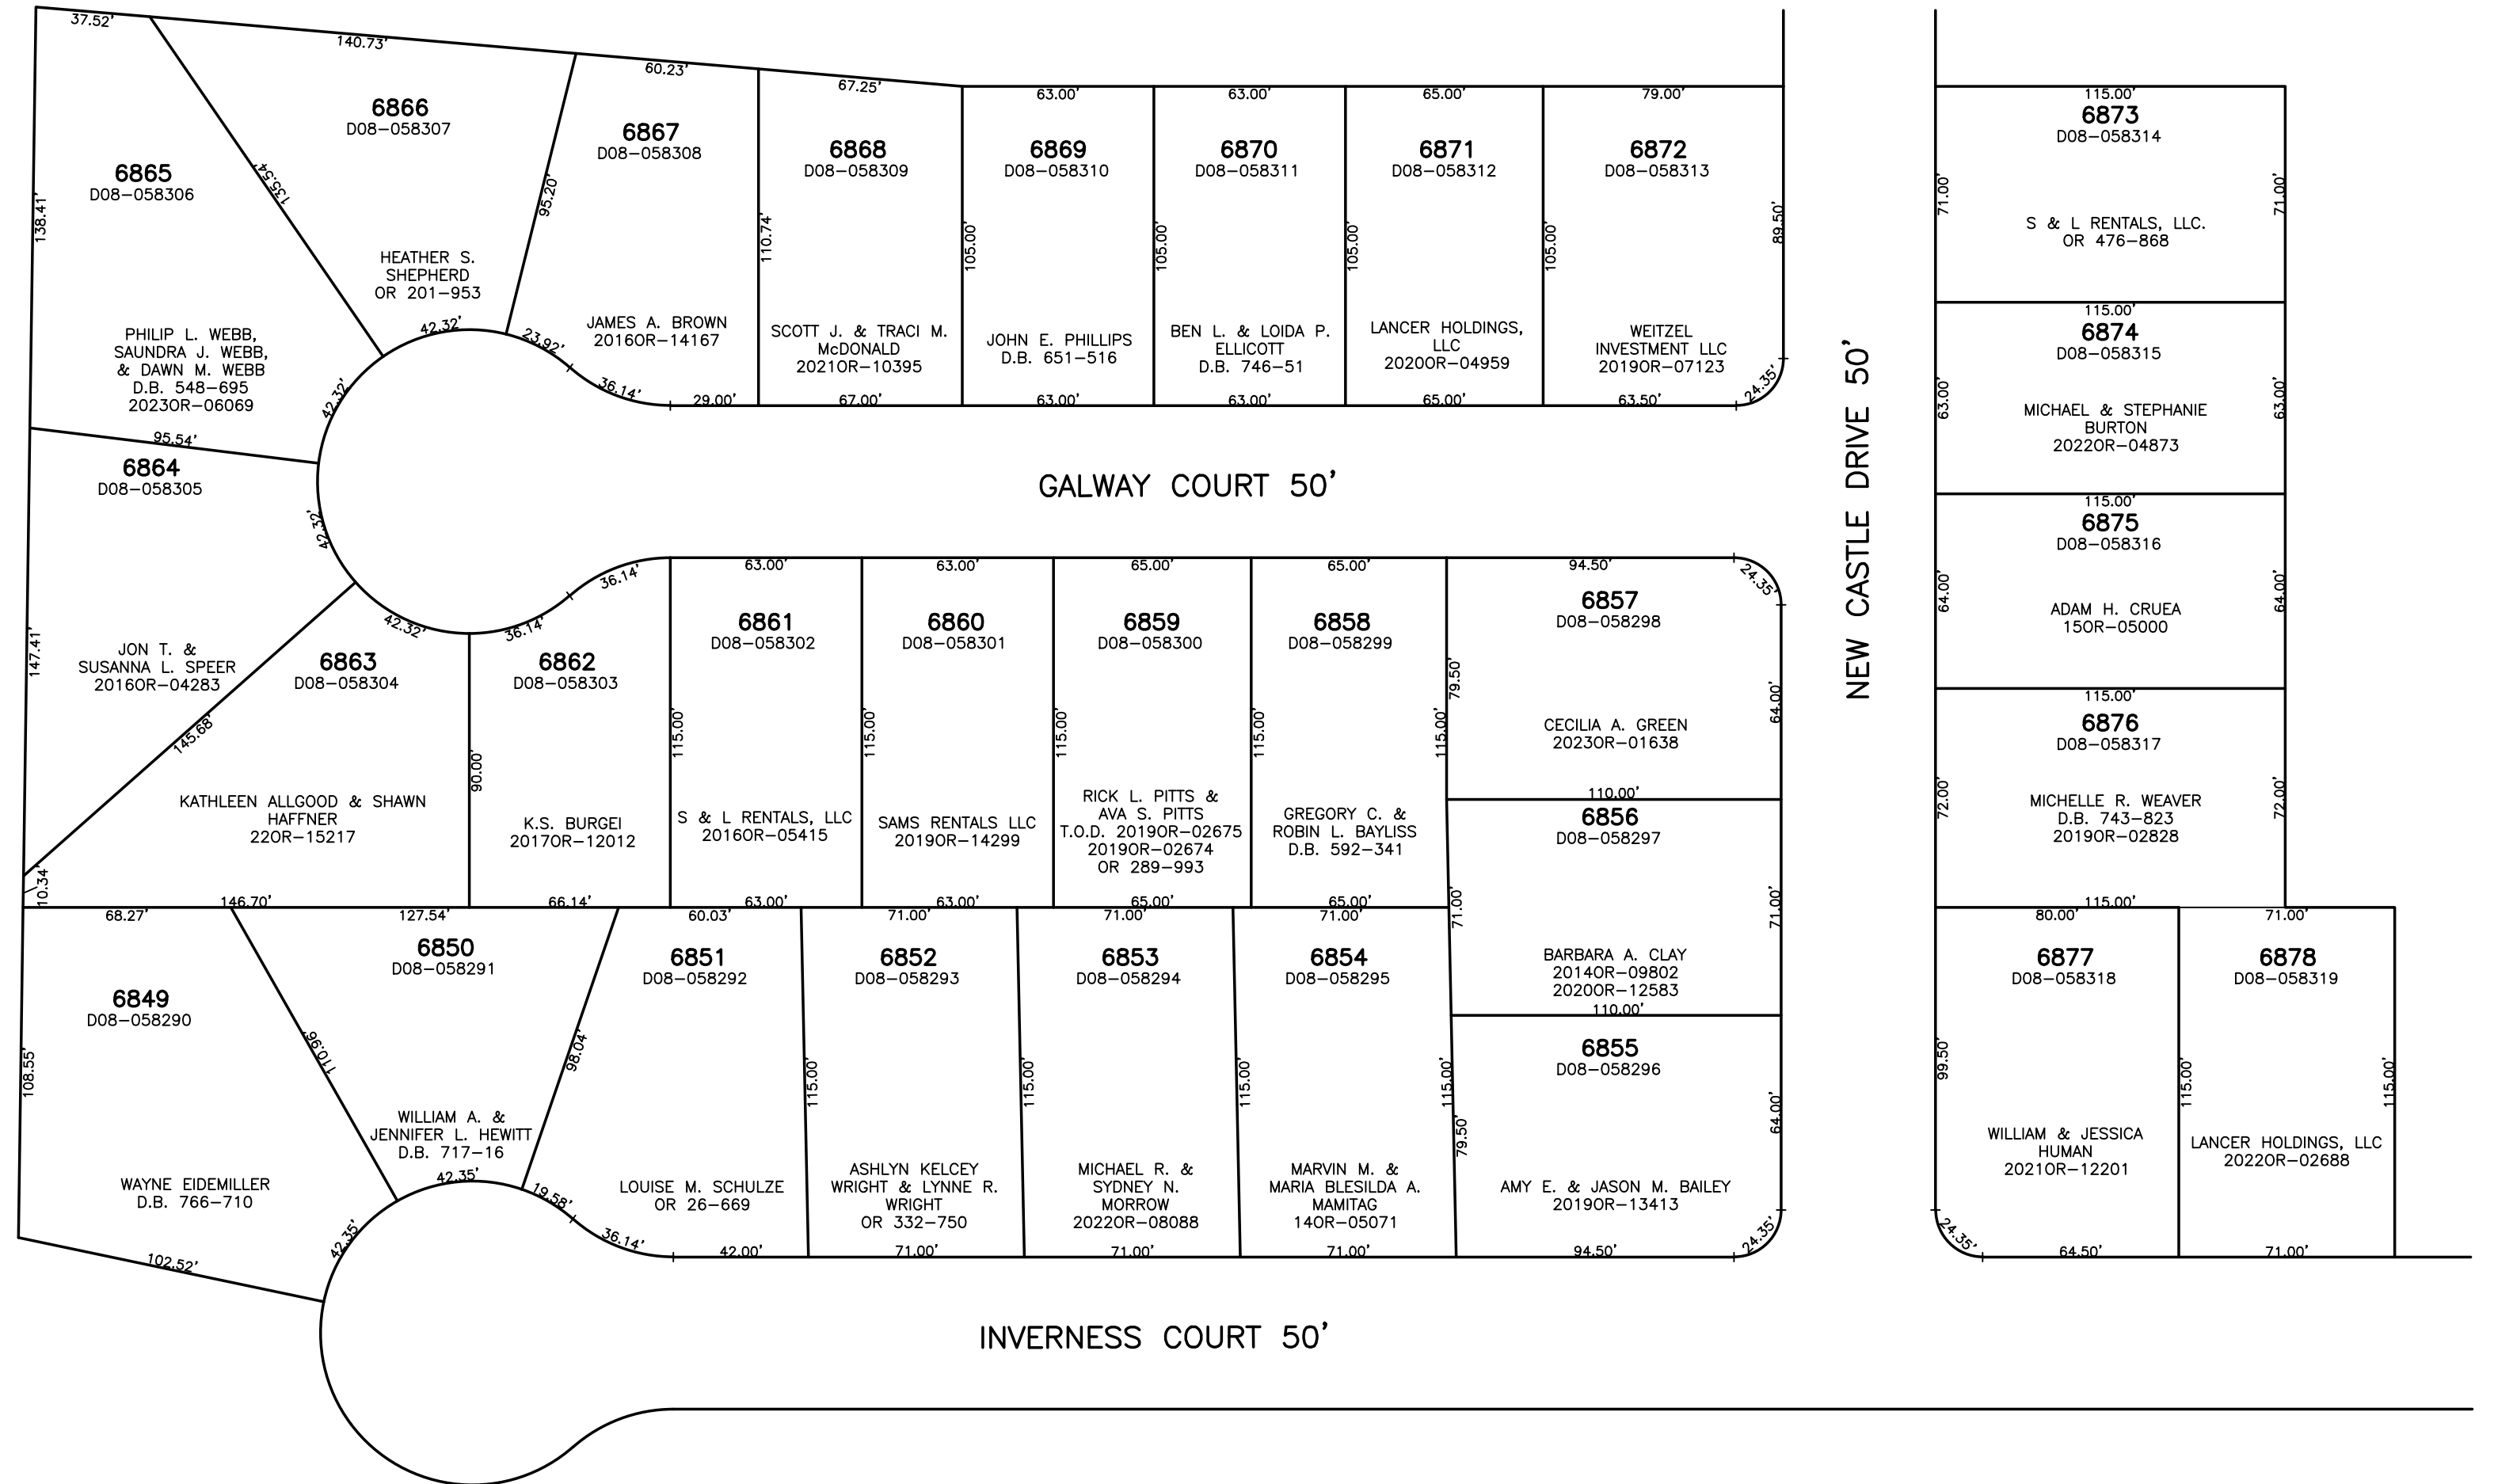 37.52'
140.73'
60.23'
67.25'
63.00'
63.00'
65.00'
79.00'
138.41'
6865
D08-058306
PHILIP L. WEBB,
SAUNDRA J. WEBB,
& DAWN M. WEBB
D.B. 548-695
2023OR-06069
135.54'
42.32'
95.54'
6866
D08-058307
HEATHER S.
SHEPHERD
OR 201-953
42.32'
95.20'
6867
D08-058308
JAMES A. BROWN
2016OR-14167
23.92'
36.14'
29.00'
110.74'
6868
D08-058309
SCOTT J. & TRACI M.
McDONALD
2021OR-10395
67.00'
105.00'
6869
D08-058310
JOHN E. PHILLIPS
D.B. 651-516
63.00'
105.00'
6870
D08-058311
BEN L. & LOIDA P.
ELLICOTT
D.B. 746-51
63.00'
105.00'
6871
D08-058312
LANCER HOLDINGS,
LLC
2020OR-04959
65.00'
105.00'
6872
D08-058313
WEITZEL
INVESTMENT LLC
2019OR-07123
63.50'
89.50'
24.35'
GALWAY COURT 50'
NEW CASTLE DRIVE 50'
115.00'
6873
D08-058314
71.00'
71.00'
S & L RENTALS, LLC.
OR 476-868
115.00'
6874
D08-058315
63.00'
63.00'
MICHAEL & STEPHANIE
BURTON
2022OR-04873
115.00'
6875
D08-058316
64.00'
64.00'
ADAM H. CRUEA
15OR-05000
115.00'
6876
D08-058317
72.00'
72.00'
MICHELLE R. WEAVER
D.B. 743-823
2019OR-02828
115.00'
80.00'
71.00'
6877
D08-058318
99.50'
WILLIAM & JESSICA
HUMAN
2021OR-12201
24.35'
64.50'
115.00'
6878
D08-058319
LANCER HOLDINGS, LLC
2022OR-02688
71.00'
115.00'
6864
D08-058305
42.32'
147.41'
JON T. &
SUSANNA L. SPEER
2016OR-04283
145.68'
10.34'
42.32'
6863
D08-058304
KATHLEEN ALLGOOD & SHAWN
HAFFNER
22OR-15217
146.70'
90.00'
36.14'
36.14'
6862
D08-058303
K.S. BURGEI
2017OR-12012
66.14'
63.00'
6861
D08-058302
115.00'
S & L RENTALS, LLC
2016OR-05415
63.00'
63.00'
6860
D08-058301
115.00'
SAMS RENTALS LLC
2019OR-14299
63.00'
65.00'
6859
D08-058300
115.00'
RICK L. PITTS &
AVA S. PITTS
T.O.D. 2019OR-02675
2019OR-02674
OR 289-993
65.00'
65.00'
6858
D08-058299
115.00'
115.00'
GREGORY C. &
ROBIN L. BAYLISS
D.B. 592-341
65.00'
94.50'
24.35'
6857
D08-058298
79.50'
64.00'
CECILIA A. GREEN
2023OR-01638
110.00'
6856
D08-058297
71.00'
71.00'
BARBARA A. CLAY
2014OR-09802
2020OR-12583
110.00'
6855
D08-058296
79.50'
64.00'
AMY E. & JASON M. BAILEY
2019OR-13413
94.50'
24.35'
68.27'
6849
D08-058290
108.55'
WAYNE EIDEMILLER
D.B. 766-710
102.52'
42.35'
110.96'
127.54'
6850
D08-058291
WILLIAM A. &
JENNIFER L. HEWITT
D.B. 717-16
42.35'
98.04'
60.03'
6851
D08-058292
LOUISE M. SCHULZE
OR 26-669
19.58'
36.14'
42.00'
115.00'
71.00'
6852
D08-058293
ASHLYN KELCEY
WRIGHT & LYNNE R.
WRIGHT
OR 332-750
71.00'
115.00'
71.00'
6853
D08-058294
MICHAEL R. &
SYDNEY N.
MORROW
2022OR-08088
71.00'
115.00'
71.00'
6854
D08-058295
MARVIN M. &
MARIA BLESILDA A.
MAMITAG
14OR-05071
71.00'
115.00'
INVERNESS COURT 50'